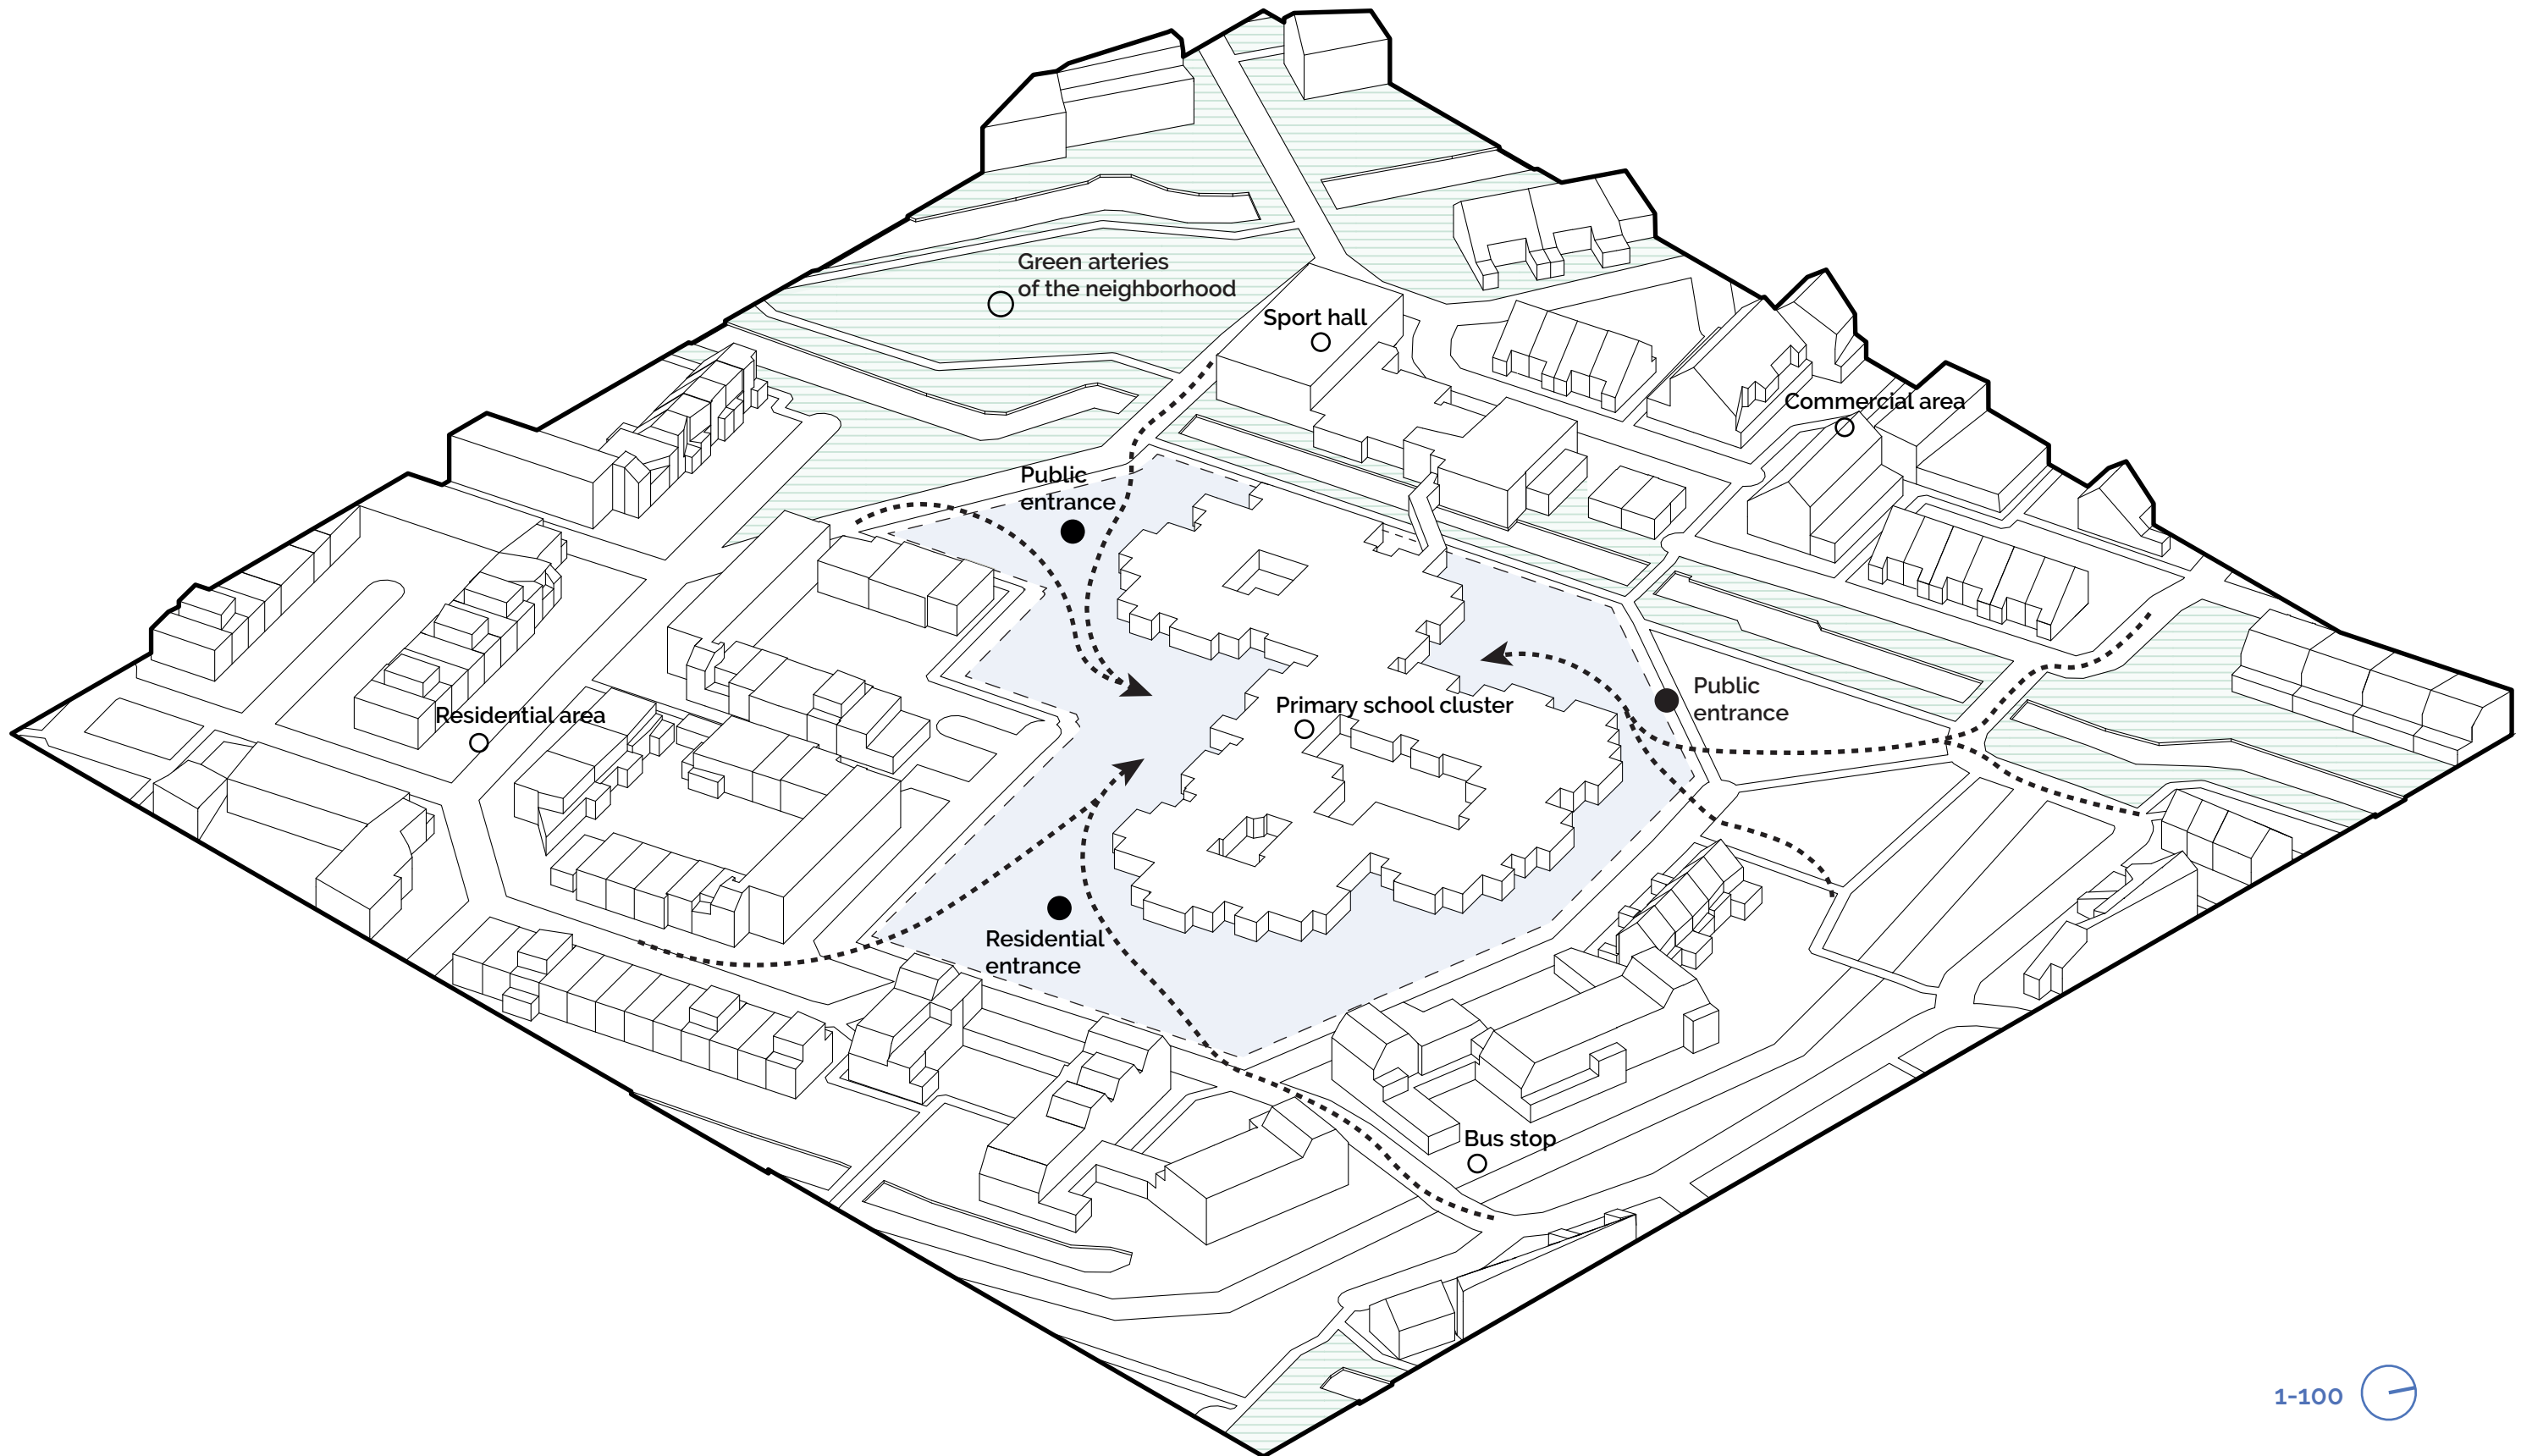 Green arteries
of the neighborhood
Sport hall
Commercial area
Public
entrance
Public
entrance
Primary school cluster
Residential area
Residential
entrance
Bus stop
1-100